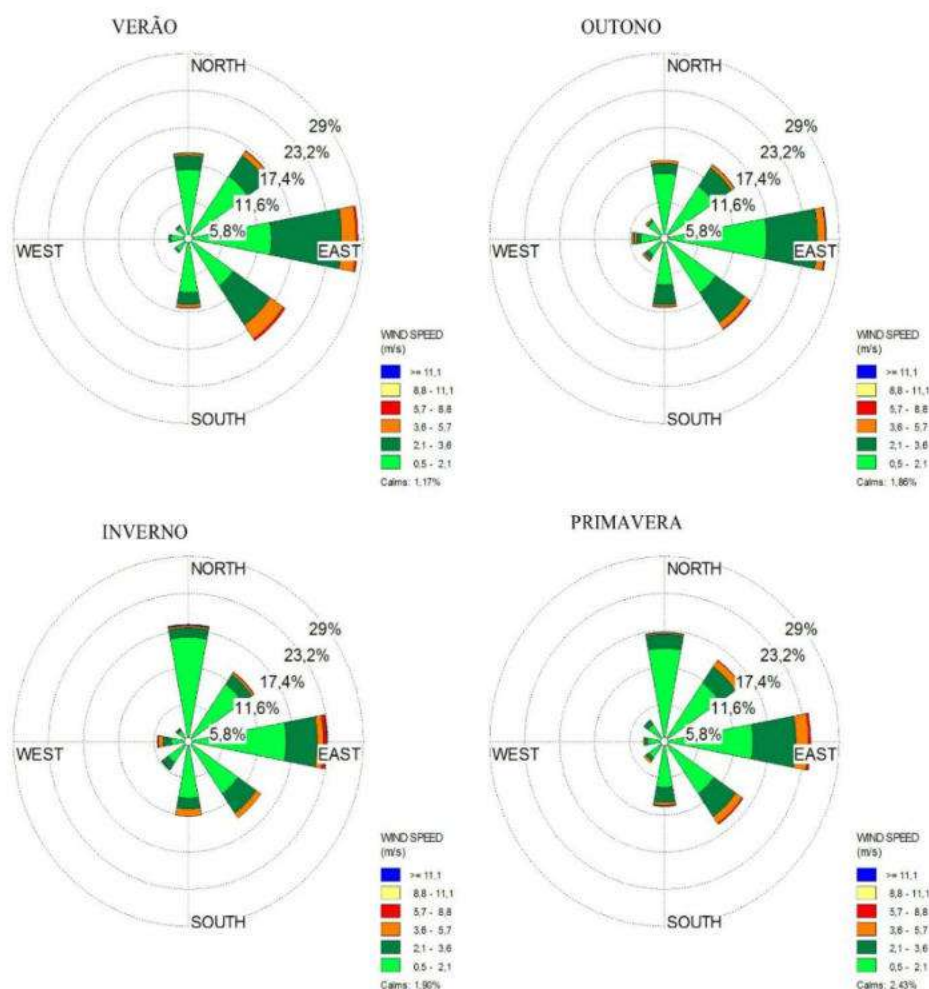 VERÃO
NORTH
29%
23,2%
17,4%
11,6%
5,8%
WEST
EAST
SOUTH
WIND SPEED
(m/s)
>= 11,1
8,8 - 11,1
5,7 - 8,8
3,6 - 5,7
2,1 - 3,6
0,5 - 2,1
Calms: 1,17%
OUTONO
NORTH
29%
23,2%
17,4%
11,6%
5,8%
WEST
EAST
SOUTH
WIND SPEED
(m/s)
>= 11,1
8,8 - 11,1
5,7 - 8,8
3,6 - 5,7
2,1 - 3,6
0,5 - 2,1
Calms: 1,86%
INVERNO
NORTH
29%
23,2%
17,4%
11,6%
5,8%
WEST
EAST
SOUTH
WIND SPEED
(m/s)
>= 11,1
8,8 - 11,1
5,7 - 8,8
3,6 - 5,7
2,1 - 3,6
0,5 - 2,1
Calms: 1,90%
PRIMAVERA
NORTH
29%
23,2%
17,4%
11,6%
5,8%
WEST
EAST
SOUTH
WIND SPEED
(m/s)
>= 11,1
8,8 - 11,1
5,7 - 8,8
3,6 - 5,7
2,1 - 3,6
0,5 - 2,1
Calms: 2,43%